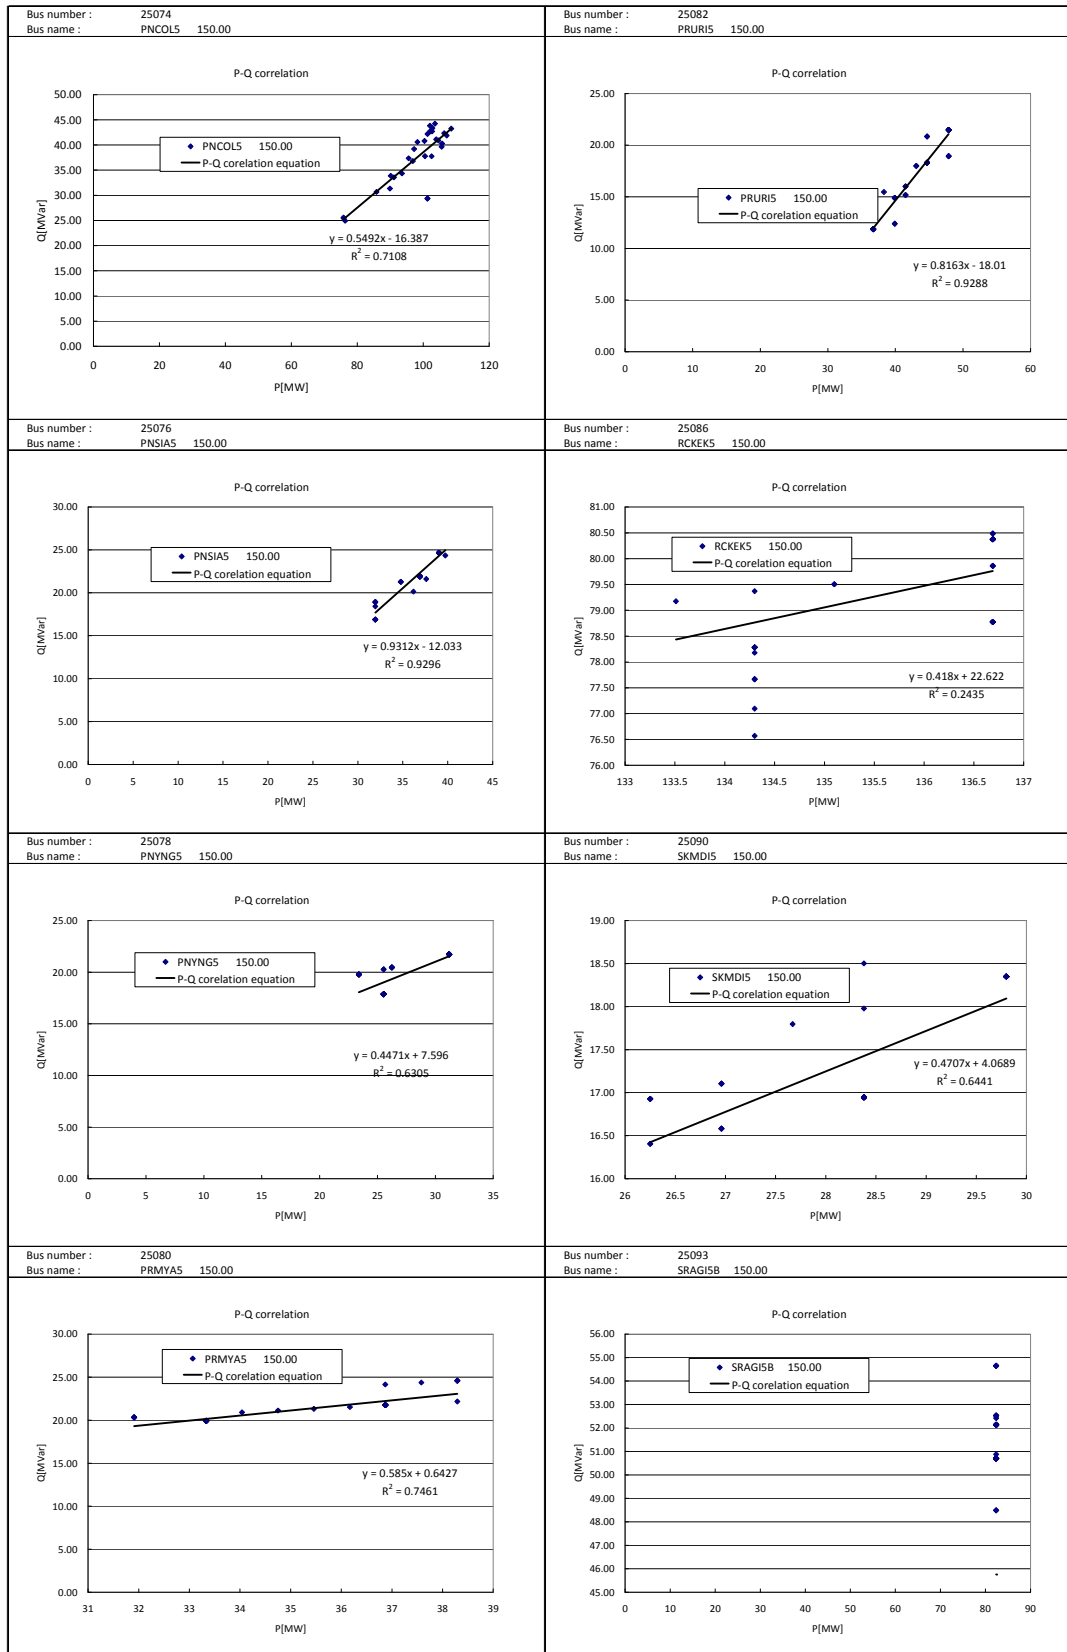 Bus number : 25074
Bus name : PNCOL5 150.00
P-Q correlation
50.00
45.00
40.00
35.00
30.00
25.00
20.00
15.00
10.00
5.00
0.00
Q[MVar]
PNCOL5 150.00
P-Q corelation equation
y = 0.5492x - 16.387
R2 = 0.7108
0 20 40 60 80 100 120
P[MW]
Bus number : 25082
Bus name : PRURI5 150.00
P-Q correlation
25.00
20.00
15.00
10.00
5.00
0.00
Q[MVar]
PRURI5 150.00
P-Q corelation equation
y = 0.8163x - 18.01
R2 = 0.9288
0 10 20 30 40 50 60
P[MW]
Bus number : 25076
Bus name : PNSIA5 150.00
P-Q correlation
30.00
25.00
20.00
15.00
10.00
5.00
0.00
Q[MVar]
PNSIA5 150.00
P-Q corelation equation
y = 0.9312x - 12.033
R2 = 0.9296
0 5 10 15 20 25 30 35 40 45
P[MW]
Bus number : 25086
Bus name : RCKEK5 150.00
P-Q correlation
81.00
80.50
80.00
79.50
79.00
78.50
78.00
77.50
77.00
76.50
76.00
Q[MVar]
RCKEK5 150.00
P-Q corelation equation
y = 0.418x + 22.622
R2 = 0.2435
133 133.5 134 134.5 135 135.5 136 136.5 137
P[MW]
Bus number : 25078
Bus name : PNYNG5 150.00
P-Q correlation
25.00
20.00
15.00
10.00
5.00
0.00
Q[MVar]
PNYNG5 150.00
P-Q corelation equation
y = 0.4471x + 7.596
R2 = 0.6305
0 5 10 15 20 25 30 35
P[MW]
Bus number : 25090
Bus name : SKMDI5 150.00
P-Q correlation
19.00
18.50
18.00
17.50
17.00
16.50
16.00
Q[MVar]
SKMDI5 150.00
P-Q corelation equation
y = 0.4707x + 4.0689
R2 = 0.6441
26 26.5 27 27.5 28 28.5 29 29.5 30
P[MW]
Bus number : 25080
Bus name : PRMYA5 150.00
P-Q correlation
30.00
25.00
20.00
15.00
10.00
5.00
0.00
Q[MVar]
PRMYA5 150.00
P-Q corelation equation
y = 0.585x + 0.6427
R2 = 0.7461
31 32 33 34 35 36 37 38 39
P[MW]
Bus number : 25093
Bus name : SRAGI5B 150.00
P-Q correlation
56.00
55.00
54.00
53.00
52.00
51.00
50.00
49.00
48.00
47.00
46.00
45.00
Q[MVar]
SRAGI5B 150.00
P-Q corelation equation
0 10 20 30 40 50 60 70 80 90
P[MW]